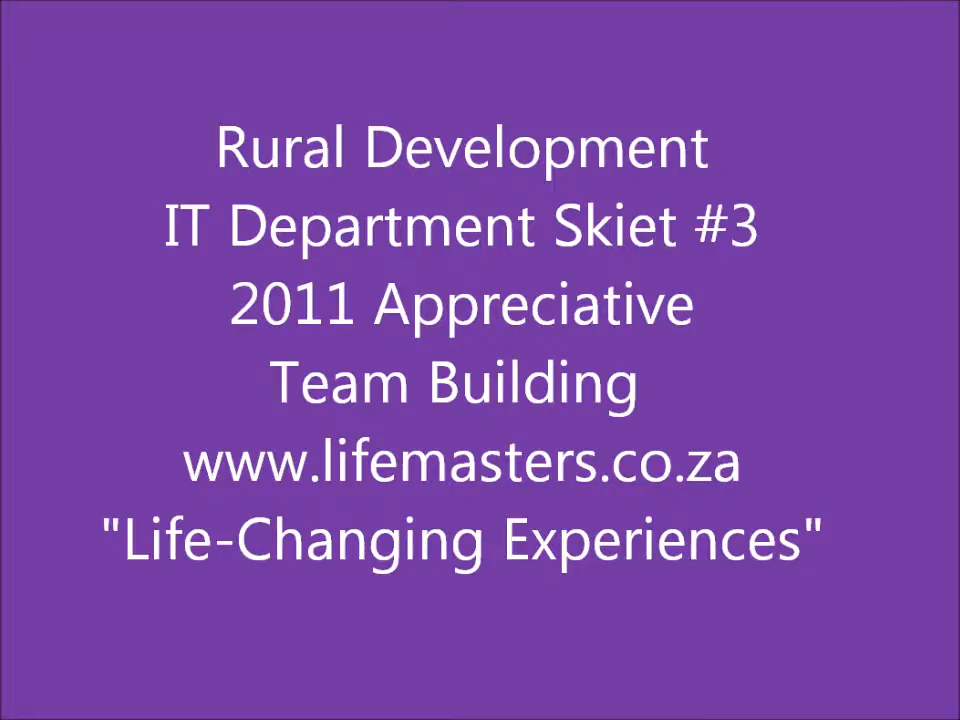 Rural Development
IT Department Skiet #3
2011 Appreciative
Team Building
www.lifemasters.co.za
"Life-Changing Experiences"